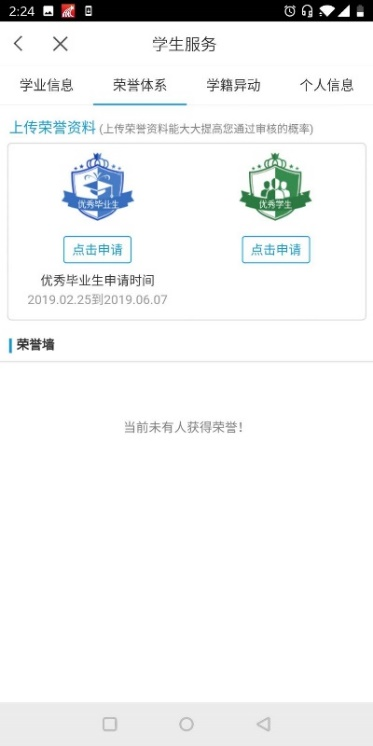 2:24
学生服务
学业信息 荣誉体系 学籍异动 个人信息
上传荣誉资料 (上传荣誉资料能大大提高您通过审核的概率)
优秀毕业生 优秀学生
点击申请 点击申请
优秀毕业生申请时间
2019.02.25到2019.06.07
荣誉墙
当前未有人获得荣誉!